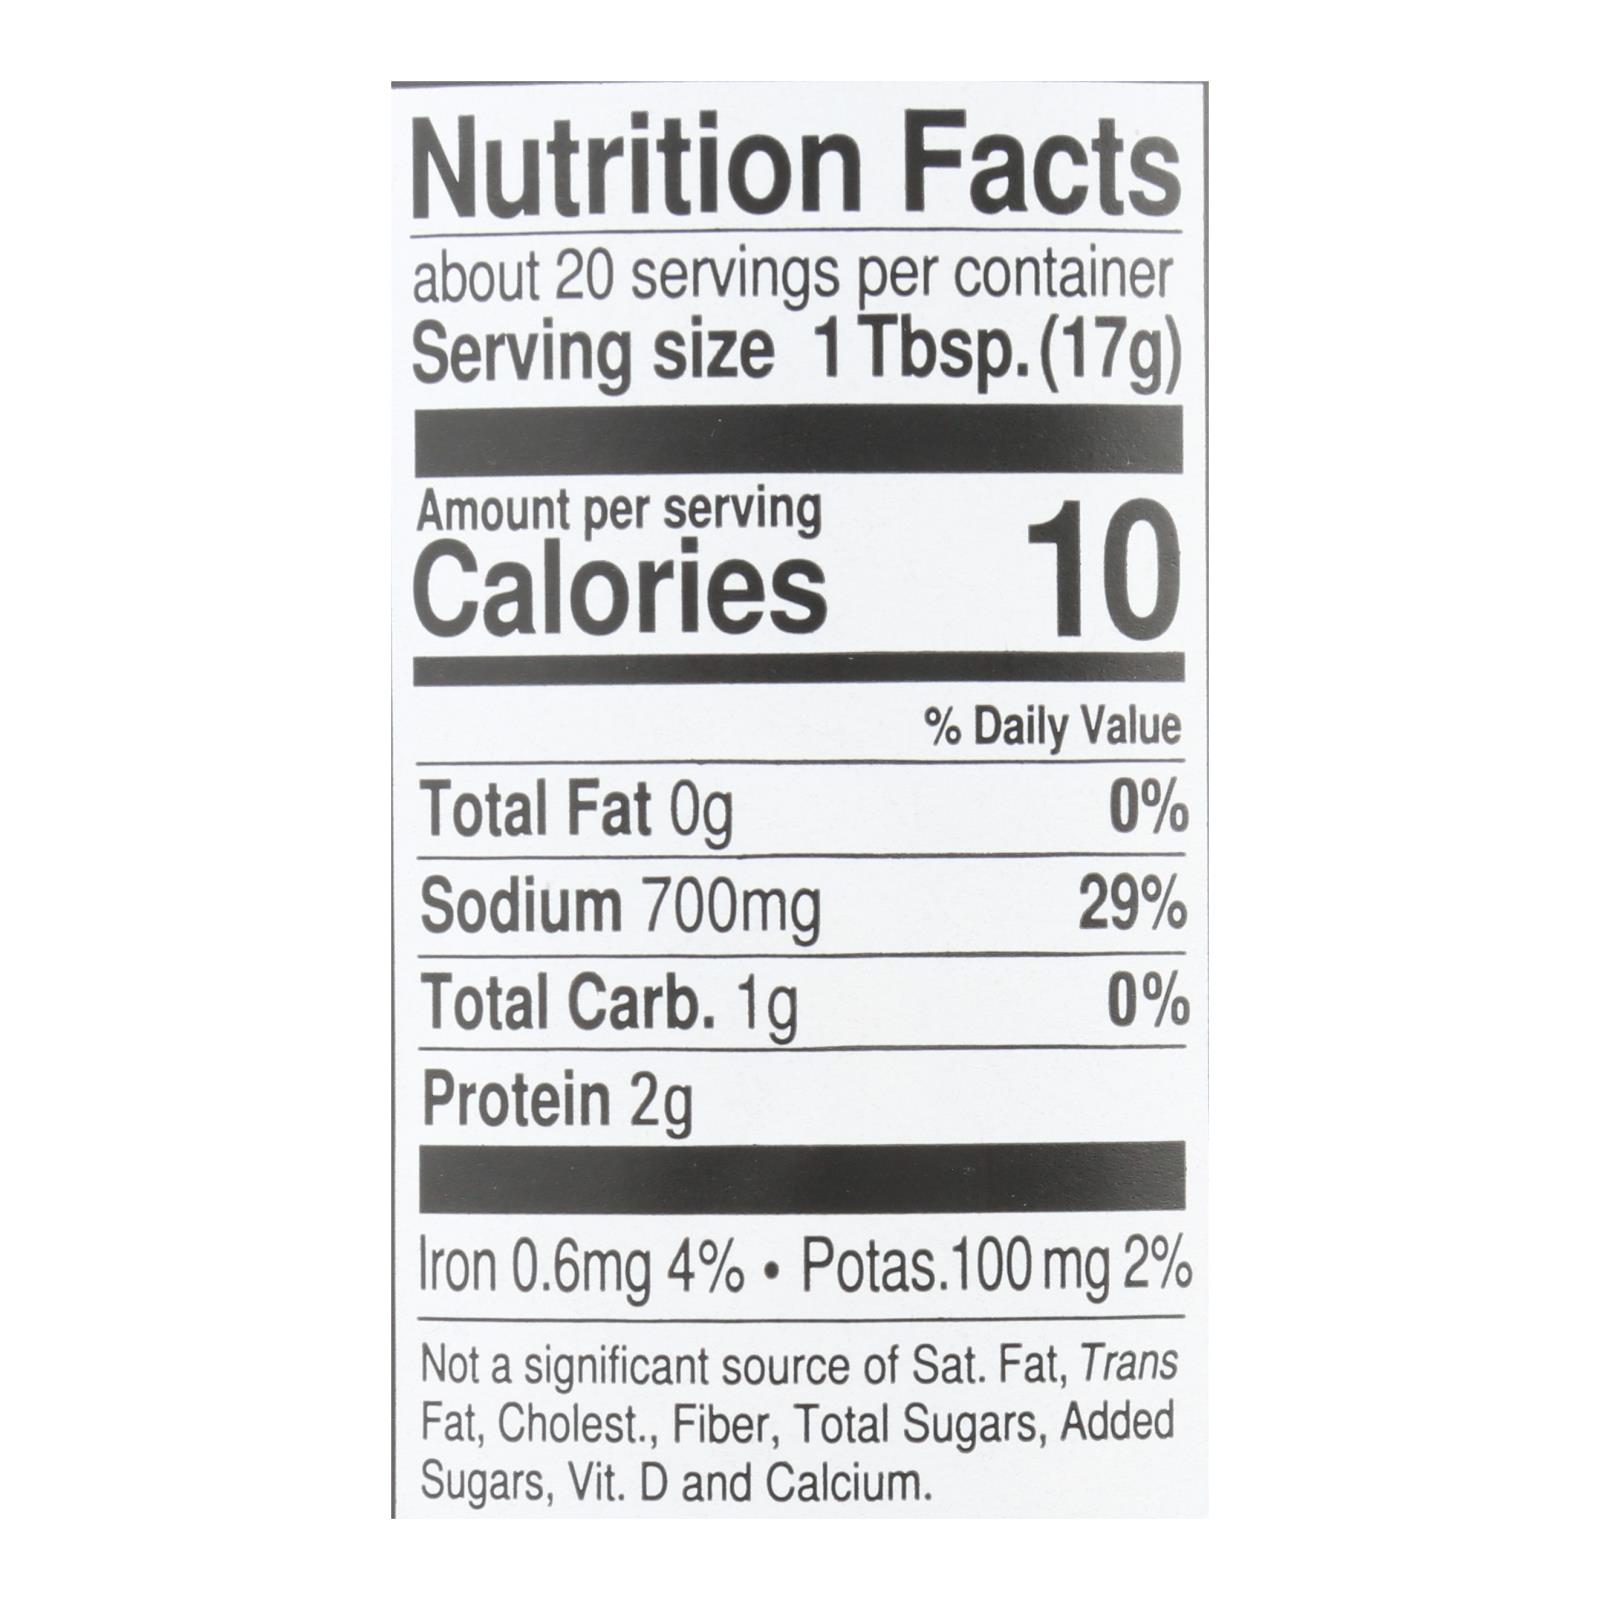 Nutrition Facts
about 20 servings per container
Serving size 1 Tbsp. (17g)
Amount per serving
Calories 10
% Daily Value
Total Fat 0g 0%
Sodium 700mg 29%
Total Carb. 1g 0%
Protein 2g
Iron 0.6mg 4% • Potas. 100 mg 2%
Not a significant source of Sat. Fat, Trans
Fat, Cholest., Fiber, Total Sugars, Added
Sugars, Vit. D and Calcium.